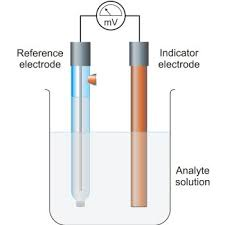 mV
Reference
electrode
Indicator
electrode
Analyte
solution